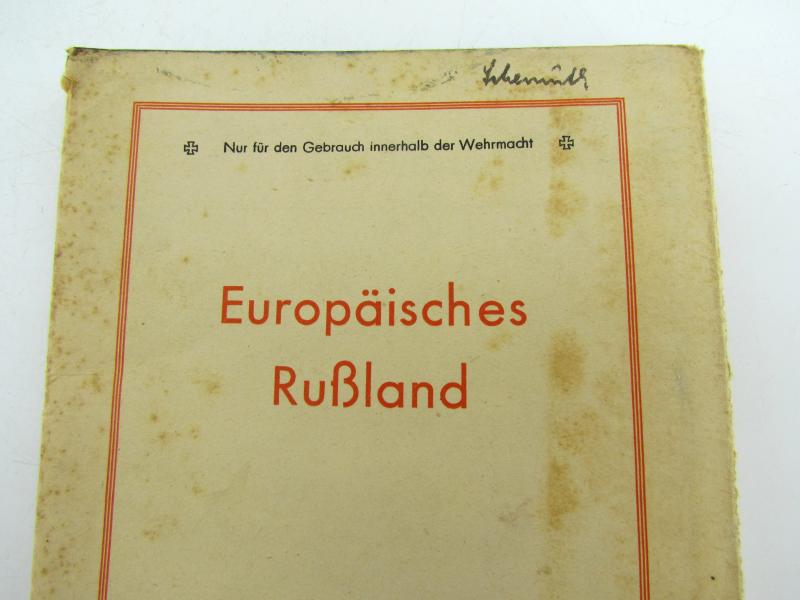 Nur für den Gebrauch innerhalb der Wehrmacht
Europäisches
Rußland